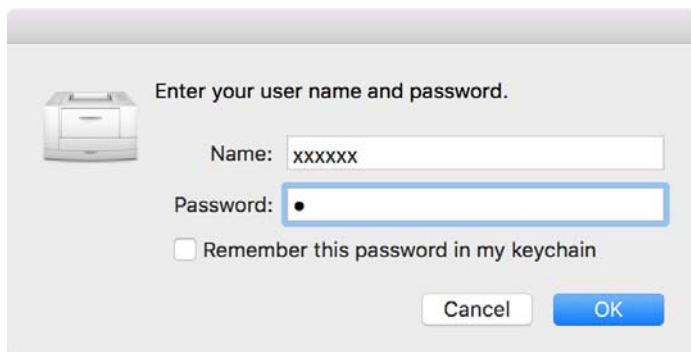 Enter your user name and password.
Name: xxxxxx
Password: •
Remember this password in my keychain
Cancel OK